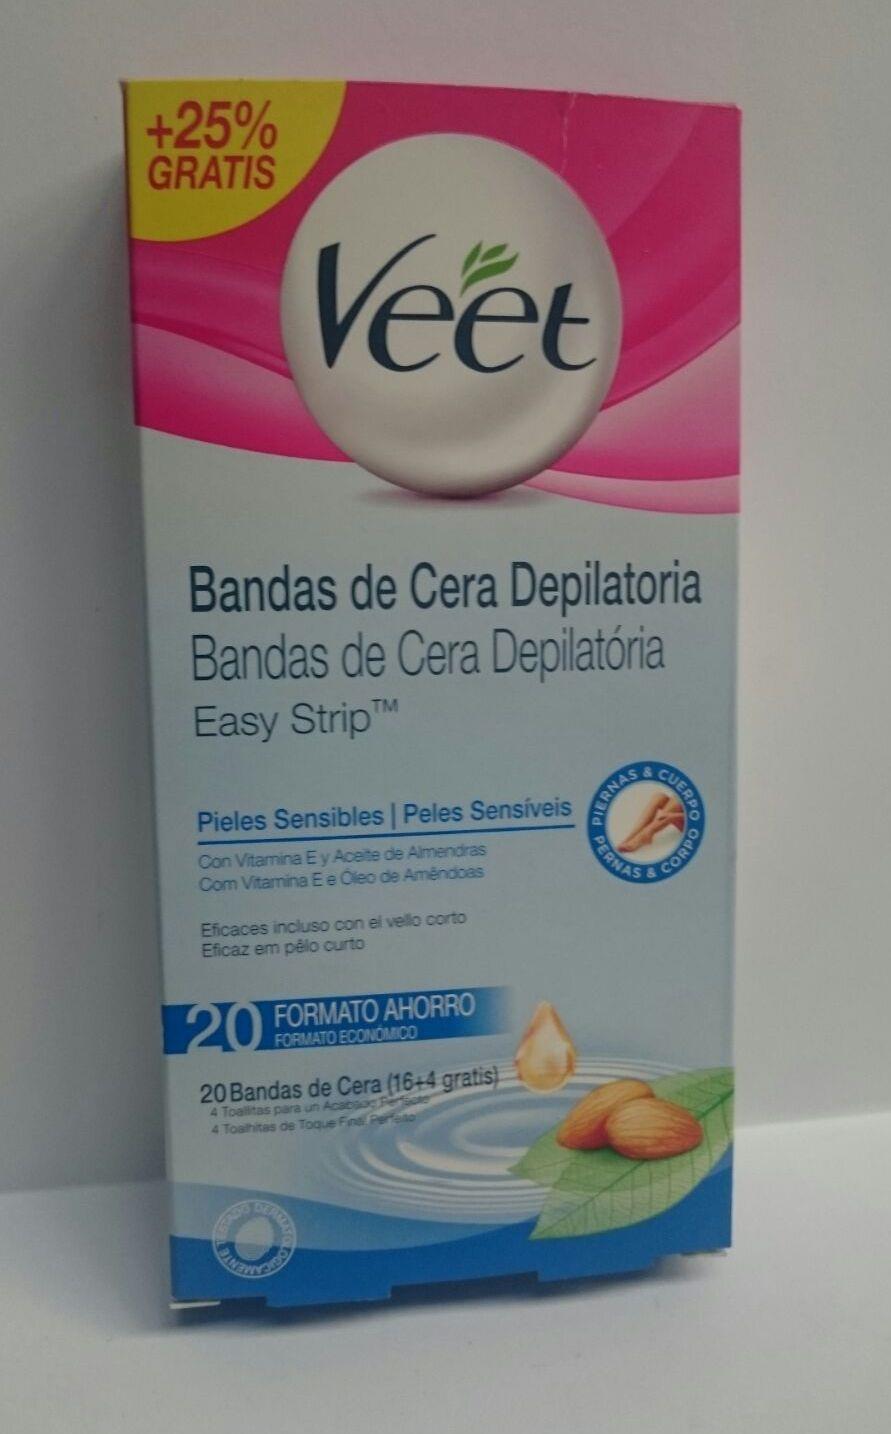 +25%
GRATIS
Veet
Bandas de Cera Depilatoria
Bandas de Cera Depilatória
Easy Strip™
Pieles Sensibles | Peles Sensíveis
Con Vitamina E y Aceite de Almendras
Com Vitamina E e Óleo de Amêndoas
PIERNAS & CUERPO
PERNAS & CORPO
Eficaces incluso con el vello corto
Eficaz em pêlo curto
20 FORMATO AHORRO
FORMATO ECONÓMICO
20 Bandas de Cera (16+4 gratis)
4 Toallitas para un Acabado Perfecto
4 Toalhitas de Toque Final Perfeito
TESTADO DERMATOLOGICAMENTE